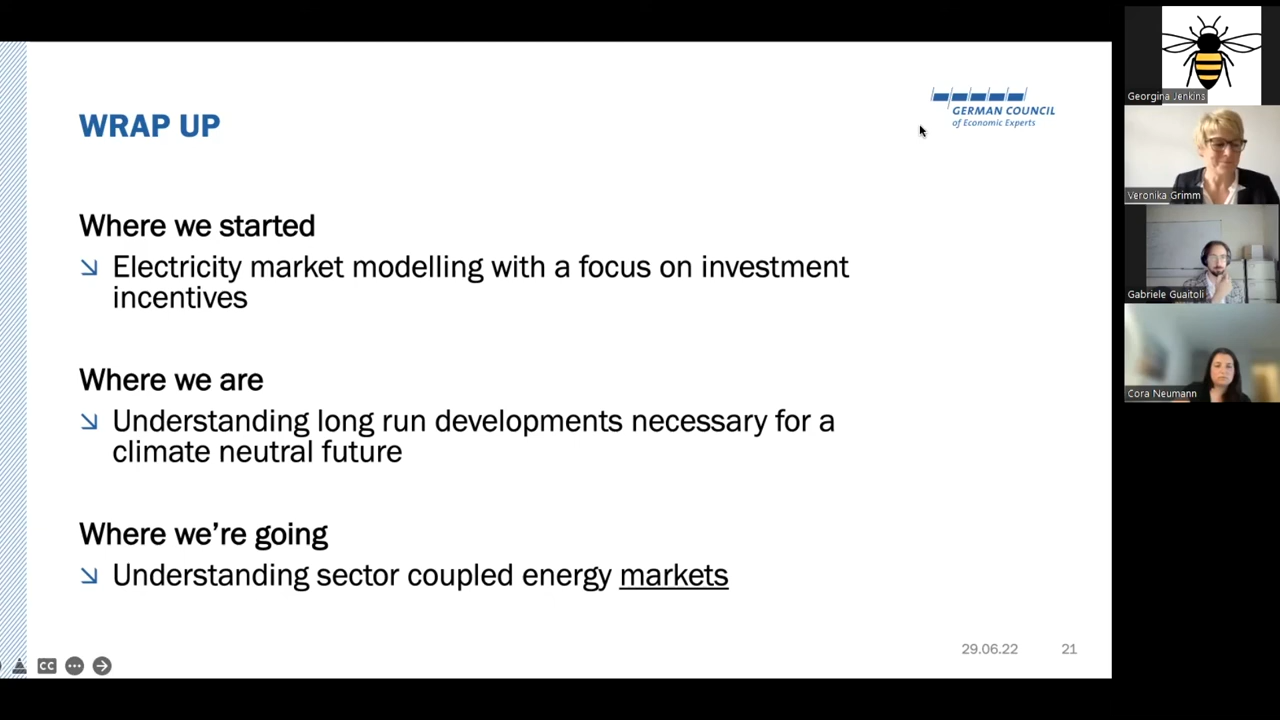 WRAP UP
GERMAN COUNCIL
of Economic Experts
Where we started
Electricity market modelling with a focus on investment
incentives
Where we are
Understanding long run developments necessary for a
climate neutral future
Where we're going
Understanding sector coupled energy markets
29.06.22
21
CC
Georgina Jenkins
Veronika Grimm
Gabriele Guaitoli
Cora Neumann